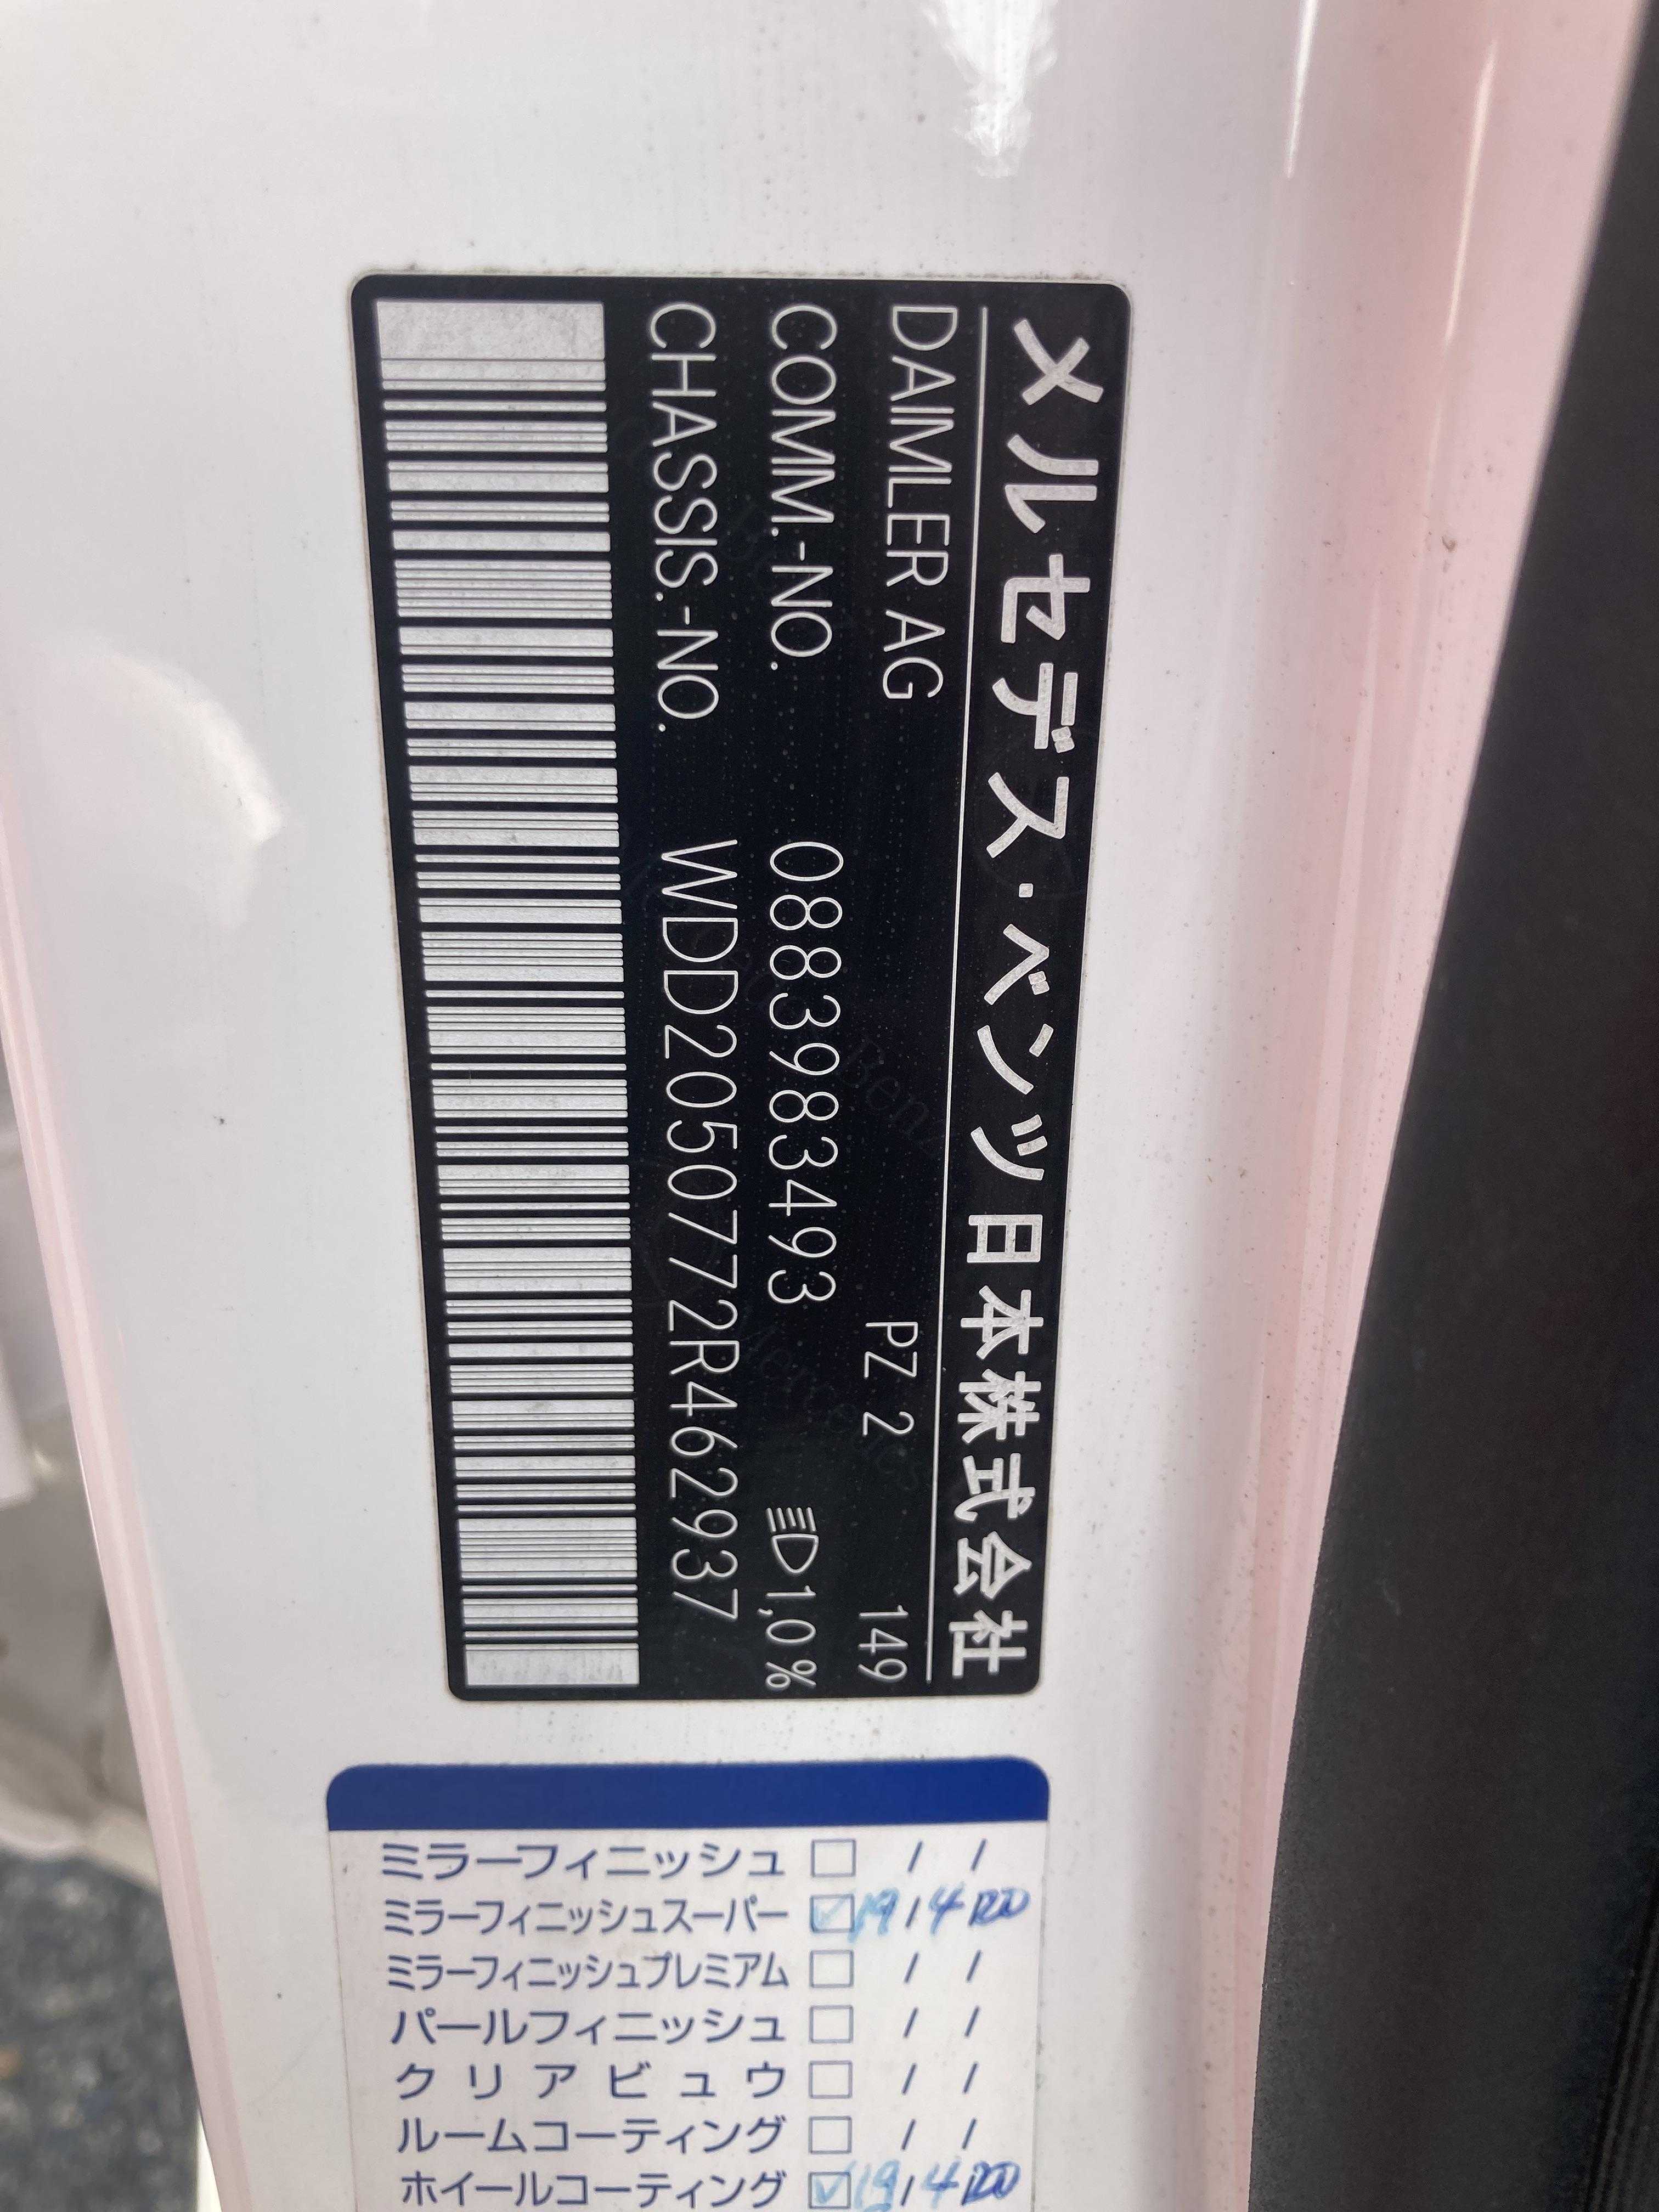 メルセデス・ベンツ日本株式会社
DAIMLER AG PZ 2 149
COMM.-NO. 0883983493 1,0%
CHASSIS.-NO. WDD2050772R462937
ミラーフィニッシュ □ / /
ミラーフィニッシュスーパー ☑ 19 / 4 /
ミラーフィニッシュプレミアム □ / /
パールフィニッシュ □ / /
クリアビュウ □ / /
ルームコーティング □ / /
ホイールコーティング ☑ 19 / 4 /